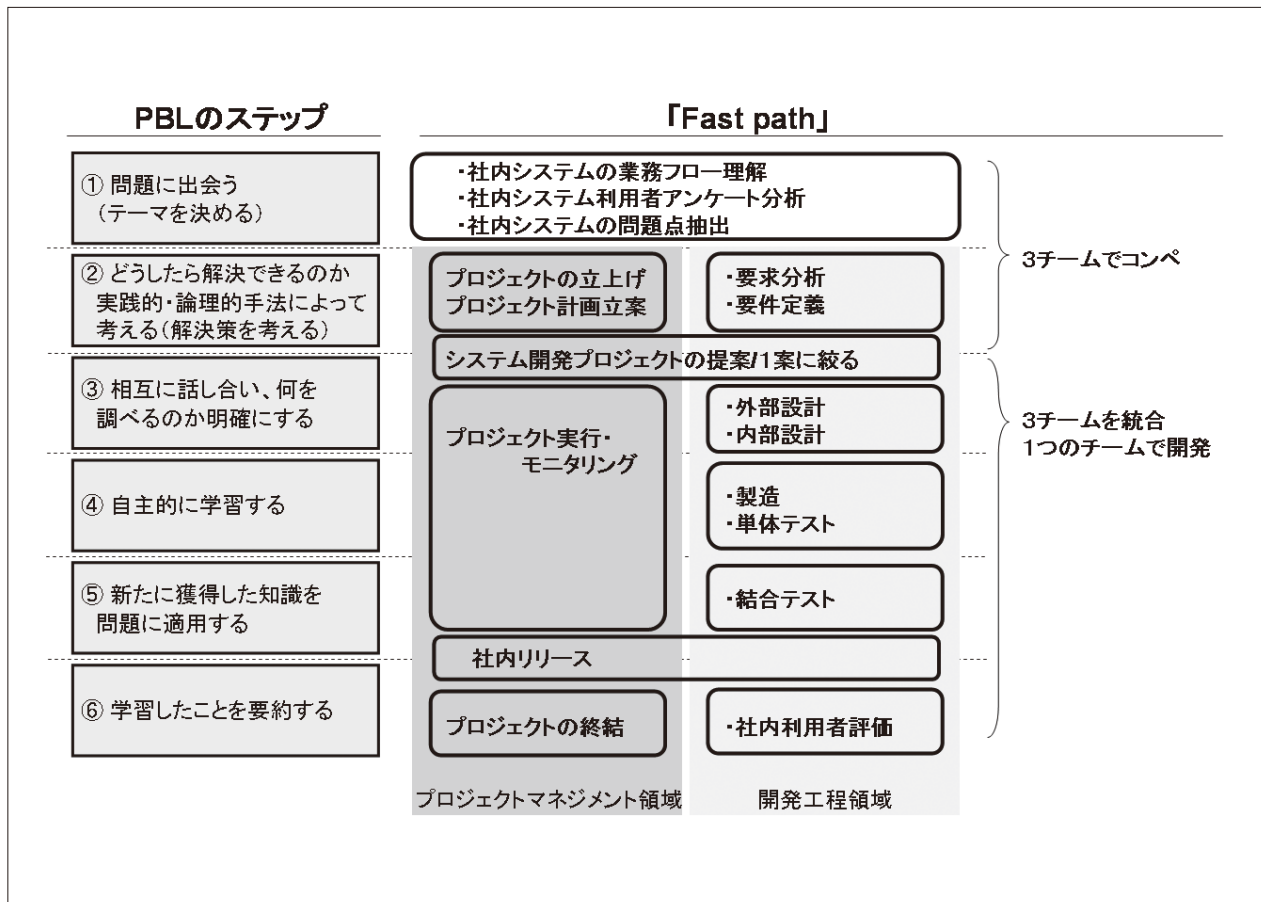 PBLのステップ
「Fast path」
① 問題に出会う
(テーマを決める)
・社内システムの業務フロー理解
・社内システム利用者アンケート分析
・社内システムの問題点抽出
② どうしたら解決できるのか
実践的・論理的手法によって
考える(解決策を考える)
プロジェクトの立上げ
プロジェクト計画立案
・要求分析
・要件定義
3チームでコンペ
システム開発プロジェクトの提案/1案に絞る
③ 相互に話し合い、何を
調べるのか明確にする
プロジェクト実行・
モニタリング
・外部設計
・内部設計
3チームを統合
1つのチームで開発
④ 自主的に学習する
・製造
・単体テスト
⑤ 新たに獲得した知識を
問題に適用する
・結合テスト
社内リリース
⑥ 学習したことを要約する
プロジェクトの終結
・社内利用者評価
プロジェクトマネジメント領域
開発工程領域